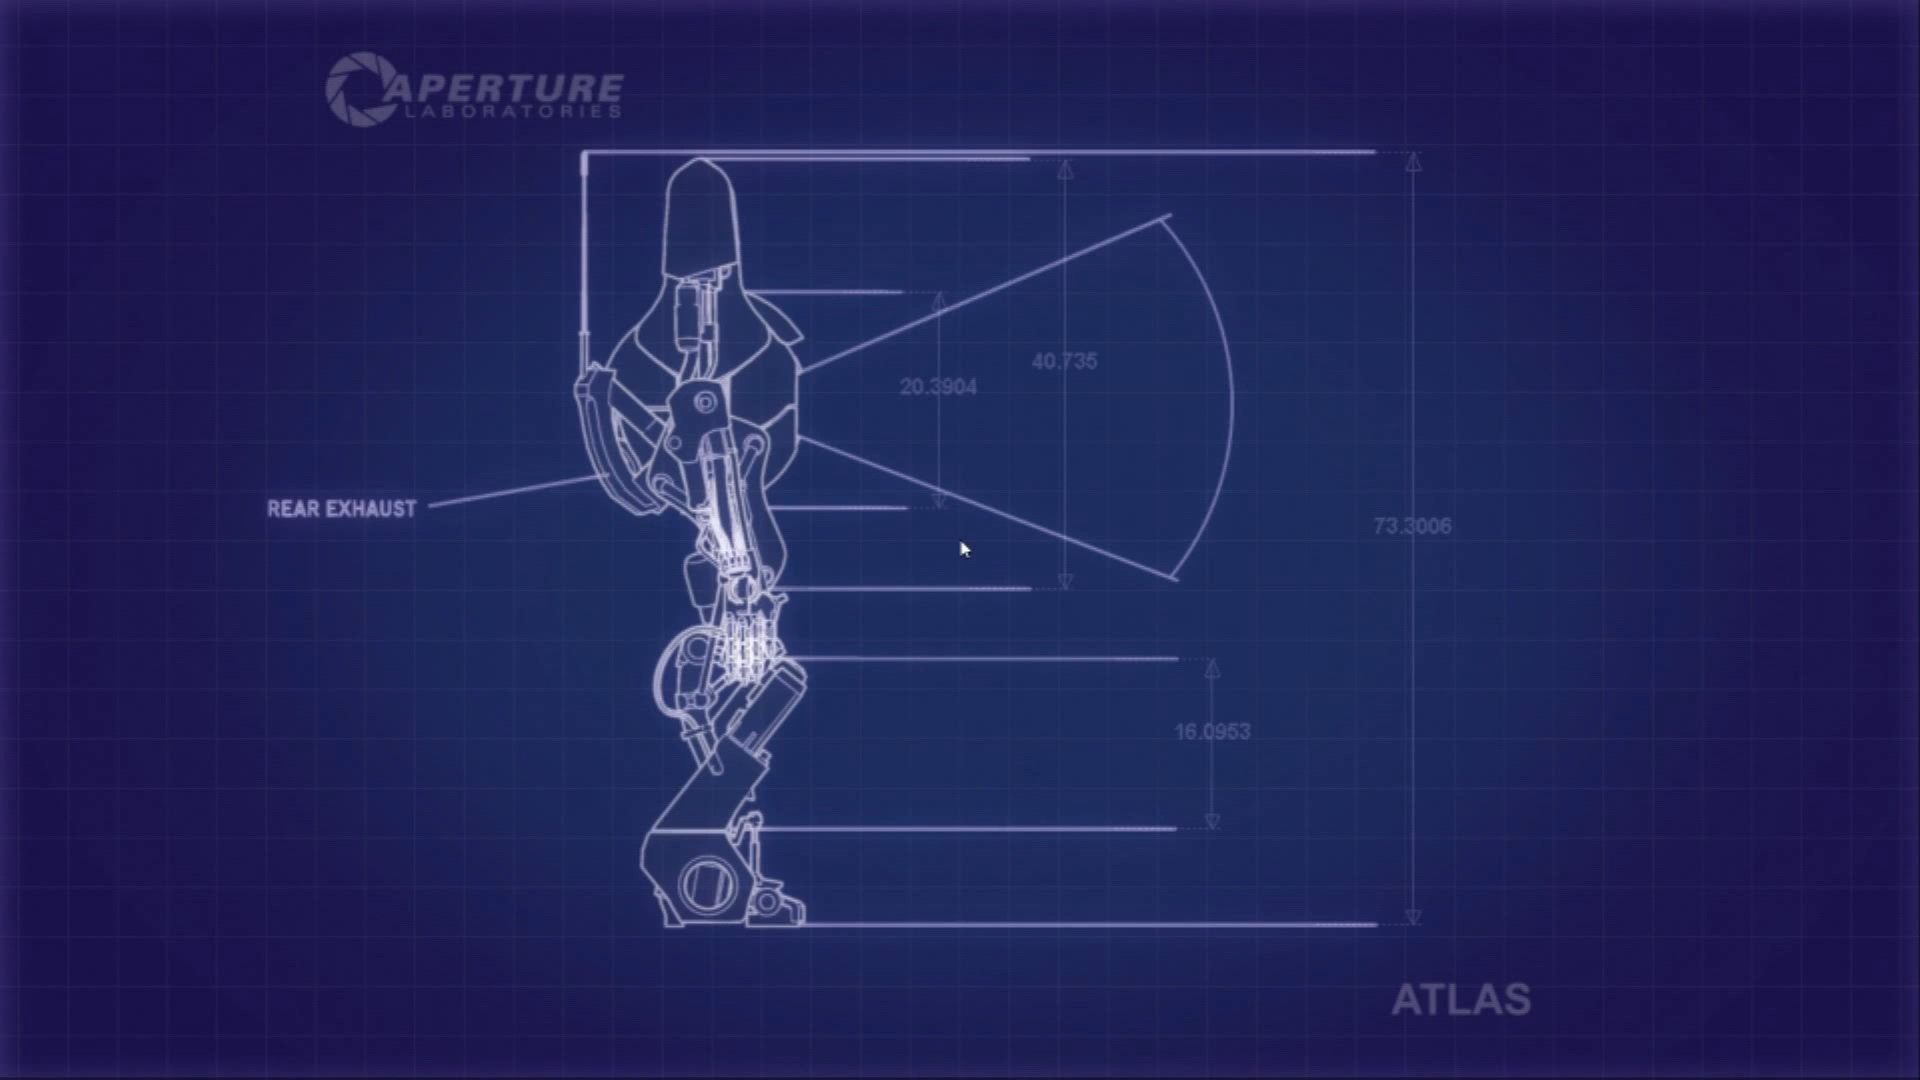 APERTURE
LABORATORIES
40.735
20.3904
REAR EXHAUST
73.3006
16.0953
ATLAS